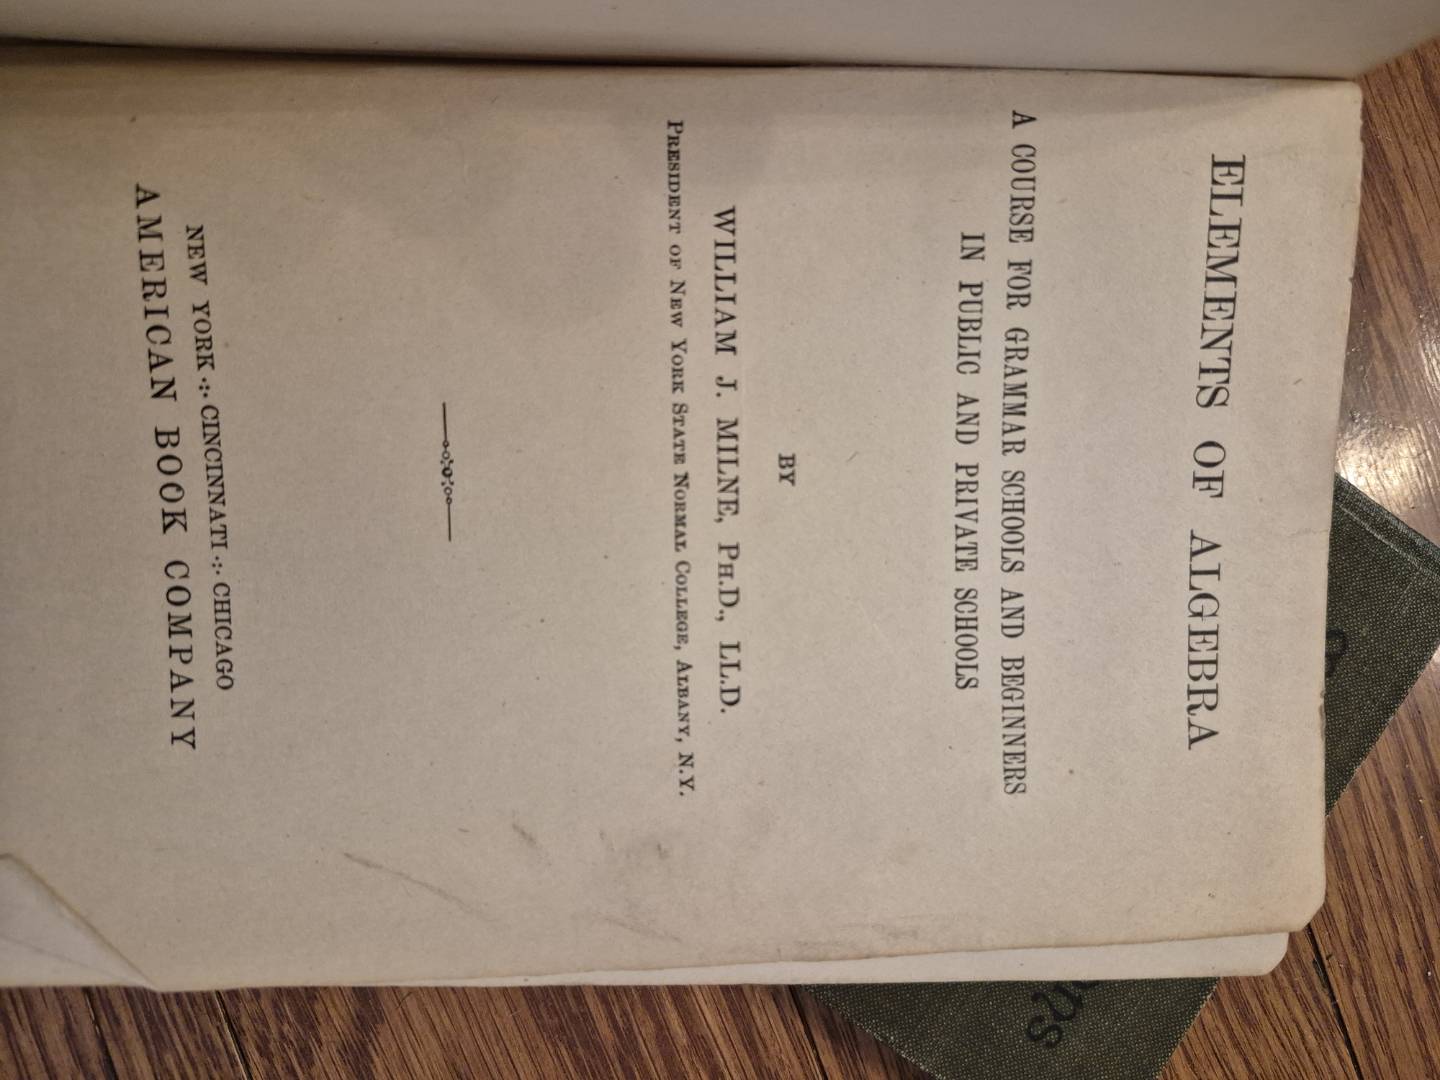 ELEMENTS OF ALGEBRA
A COURSE FOR GRAMMAR SCHOOLS AND BEGINNERS
IN PUBLIC AND PRIVATE SCHOOLS
BY
WILLIAM J. MILNE, PH.D., LL.D.
PRESIDENT OF NEW YORK STATE NORMAL COLLEGE, ALBANY, N.Y.
NEW YORK ·:· CINCINNATI ·:· CHICAGO
AMERICAN BOOK COMPANY